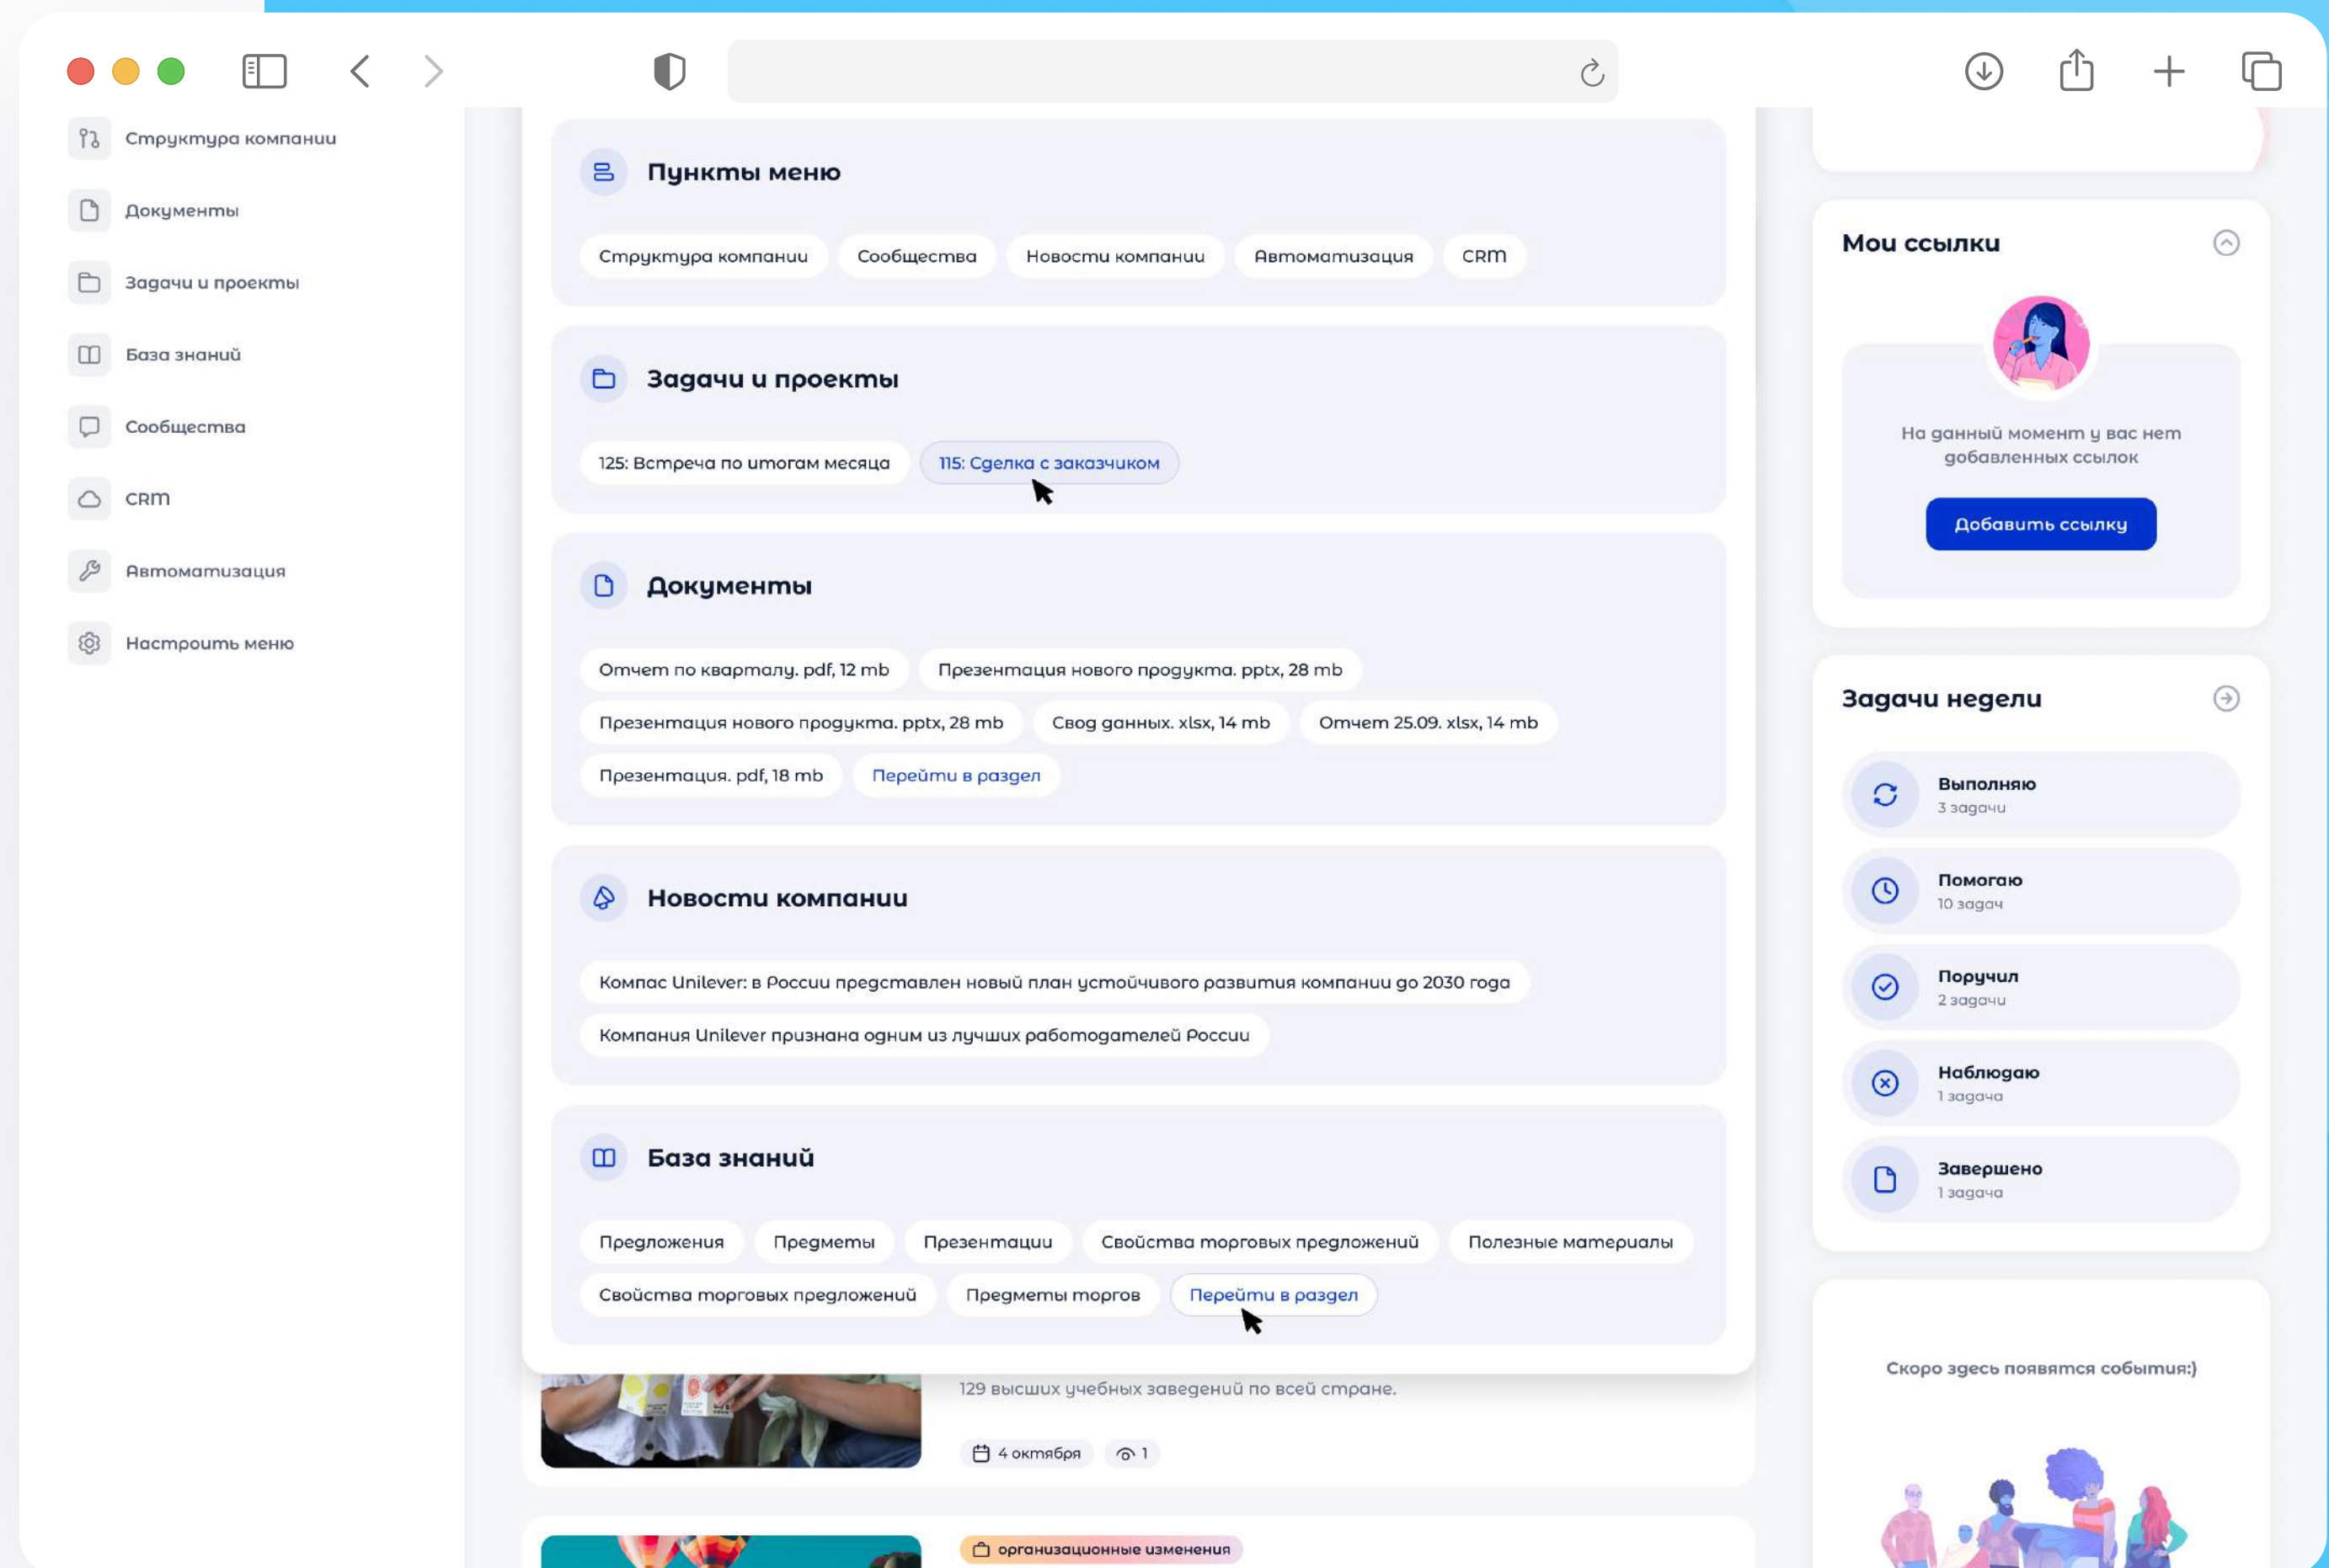 Структура компании
Документы
Задачи и проекты
База знаний
Сообщества
CRM
Автоматизация
Настроить меню
Пункты меню
Структура компании
Сообщества
Новости компании
Автоматизация
CRM
Задачи и проекты
125: Встреча по итогам месяца
115: Сделка с заказчиком
Документы
Отчет по кварталу. pdf, 12 mb
Презентация нового продукта. pptx, 28 mb
Презентация нового продукта. pptx, 28 mb
Свод данных. xlsx, 14 mb
Отчет 25.09. xlsx, 14 mb
Презентация. pdf, 18 mb
Перейти в раздел
Новости компании
Компас Unilever: в России представлен новый план устойчивого развития компании до 2030 года
Компания Unilever признана одним из лучших работодателей России
База знаний
Предложения
Предметы
Презентации
Свойства торговых предложений
Полезные материалы
Свойства торговых предложений
Предметы торгов
Перейти в раздел
129 высших учебных заведений по всей стране.
4 октября
1
организационные изменения
Мои ссылки
На данный момент у вас нет
добавленных ссылок
Добавить ссылку
Задачи недели
Выполняю
3 задачи
Помогаю
10 задач
Поручил
2 задачи
Наблюдаю
1 задача
Завершено
1 задача
Скоро здесь появятся события:)